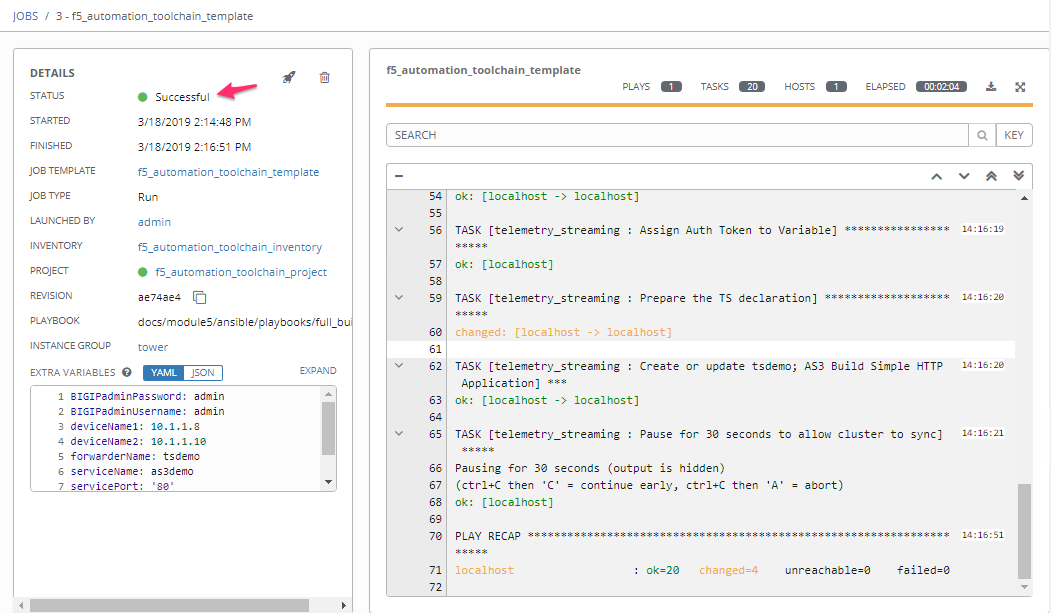 JOBS / 3 - f5_automation_toolchain_template
DETAILS
STATUS Successful
STARTED 3/18/2019 2:14:48 PM
FINISHED 3/18/2019 2:16:51 PM
JOB TEMPLATE f5_automation_toolchain_template
JOB TYPE Run
LAUNCHED BY admin
INVENTORY f5_automation_toolchain_inventory
PROJECT f5_automation_toolchain_project
REVISION ae74ae4
PLAYBOOK docs/module5/ansible/playbooks/full_bui
INSTANCE GROUP tower
EXTRA VARIABLES ? YAML JSON EXPAND
1 BIGIPadminPassword: admin
2 BIGIPadminUsername: admin
3 deviceName1: 10.1.1.8
4 deviceName2: 10.1.1.10
5 forwarderName: tsdemo
6 serviceName: as3demo
7 servicePort: '80'
f5_automation_toolchain_template
PLAYS 1 TASKS 20 HOSTS 1 ELAPSED 00:02:04
SEARCH KEY
54 ok: [localhost -> localhost]
55
56 TASK [telemetry_streaming : Assign Auth Token to Variable] **************** 14:16:19
*****
57 ok: [localhost]
58
59 TASK [telemetry_streaming : Prepare the TS declaration] ******************* 14:16:20
*****
60 changed: [localhost -> localhost]
61
62 TASK [telemetry_streaming : Create or update tsdemo; AS3 Build Simple HTTP 14:16:20
Application] ***
63 ok: [localhost -> localhost]
64
65 TASK [telemetry_streaming : Pause for 30 seconds to allow cluster to sync] 14:16:21
*****
66 Pausing for 30 seconds (output is hidden)
67 (ctrl+C then 'C' = continue early, ctrl+C then 'A' = abort)
68 ok: [localhost]
69
70 PLAY RECAP **************************************************************** 14:16:51
*****
71 localhost : ok=20 changed=4 unreachable=0 failed=0
72